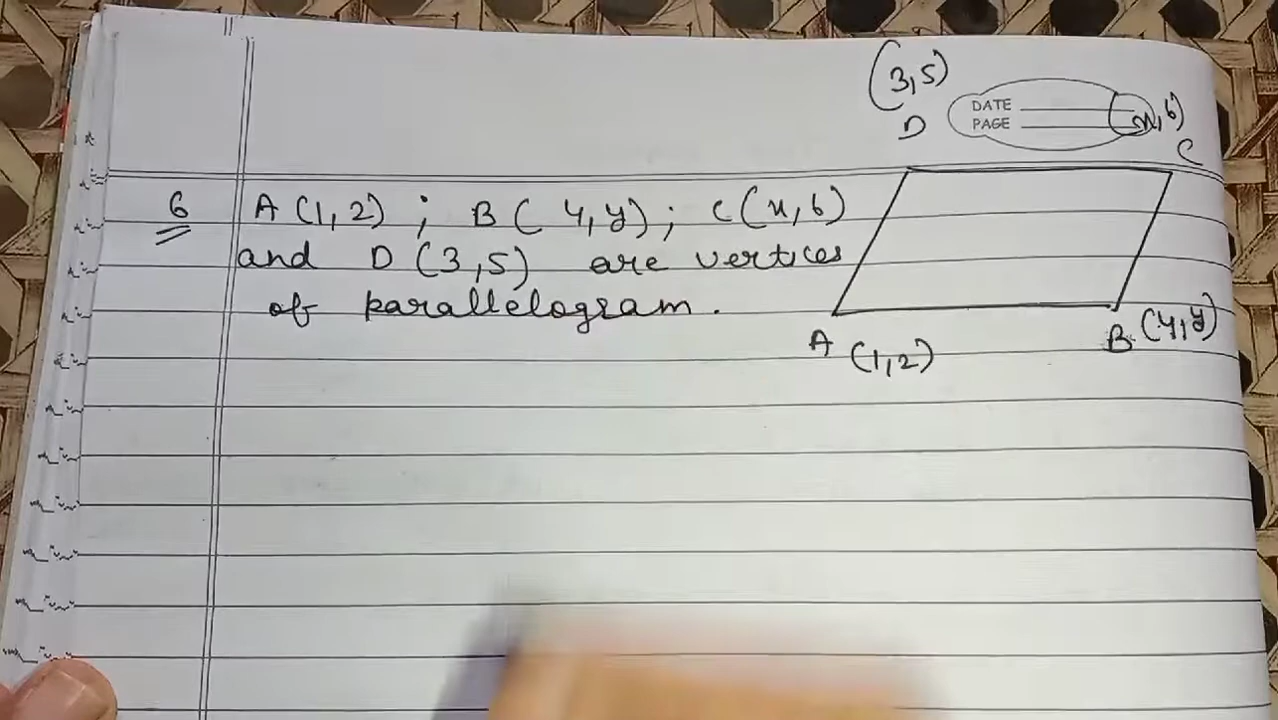 (3,5)
D
DATE
PAGE
(x,6)
C
6 A (1,2) ; B ( 4,y) ; C (x,6)
and D (3,5) are vertices
of parallelogram.
A (1,2)
B (4,y)